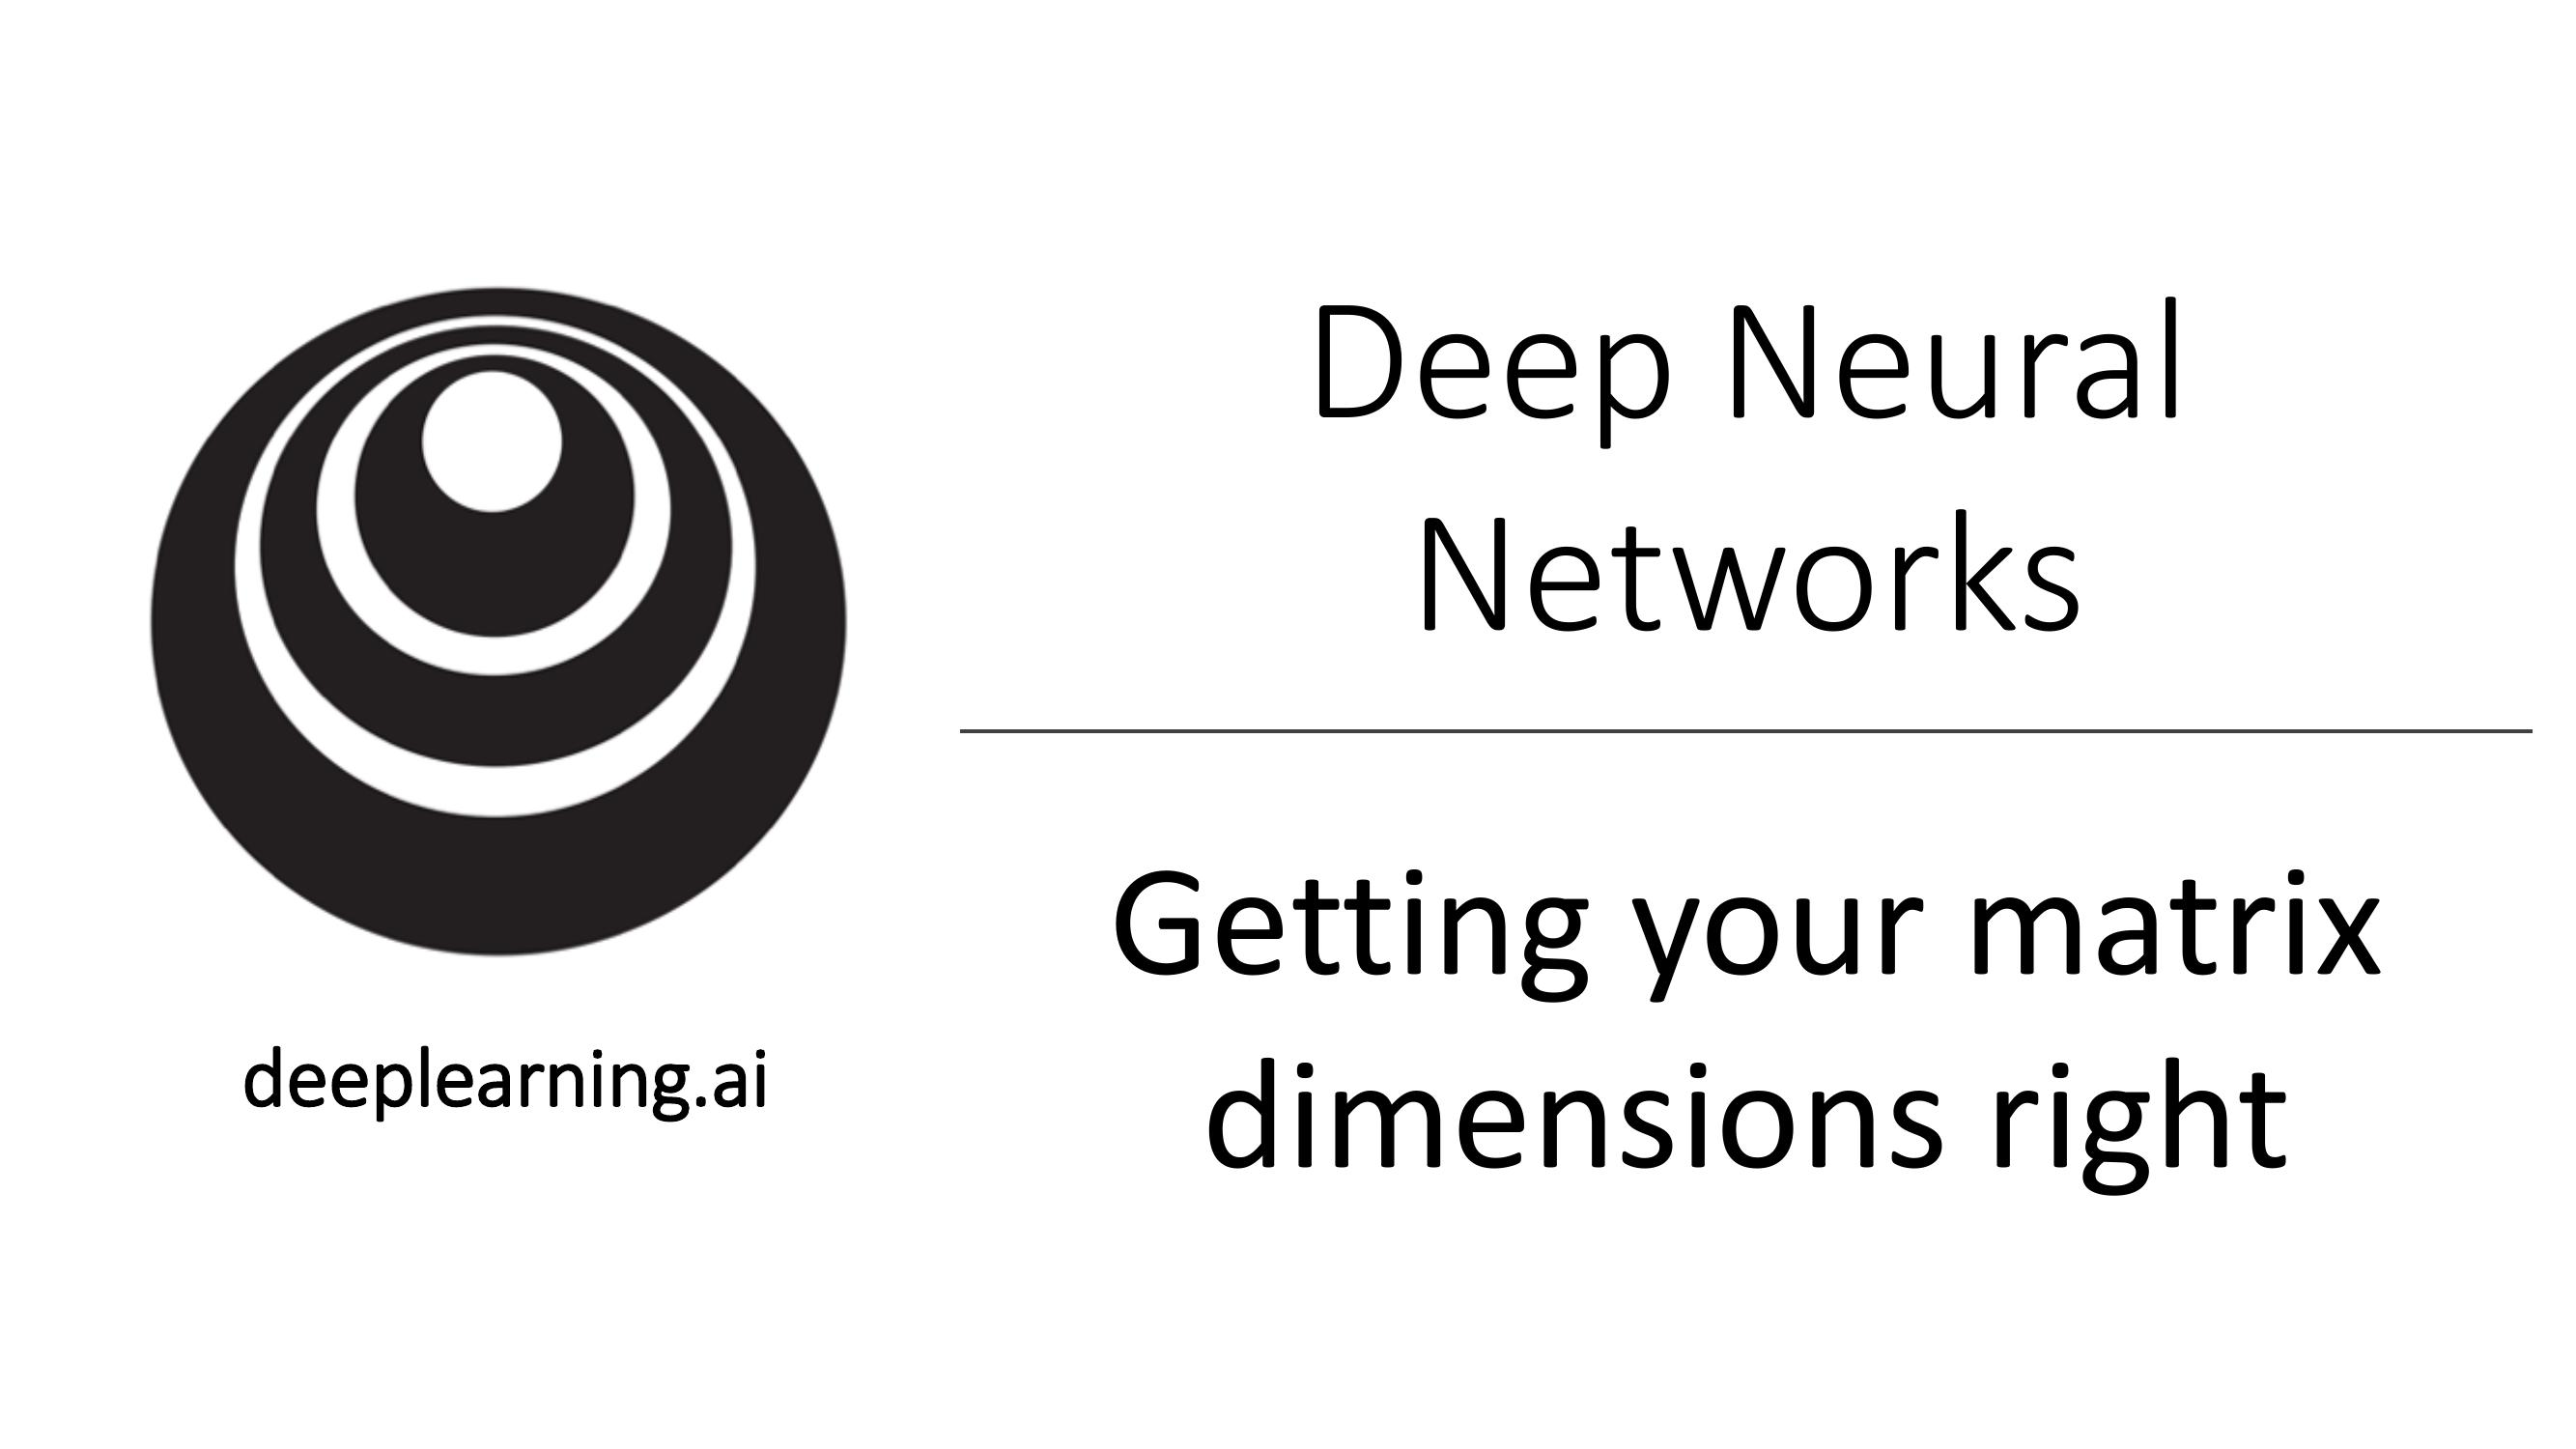 Deep Neural
Networks
Getting your matrix
dimensions right
deeplearning.ai